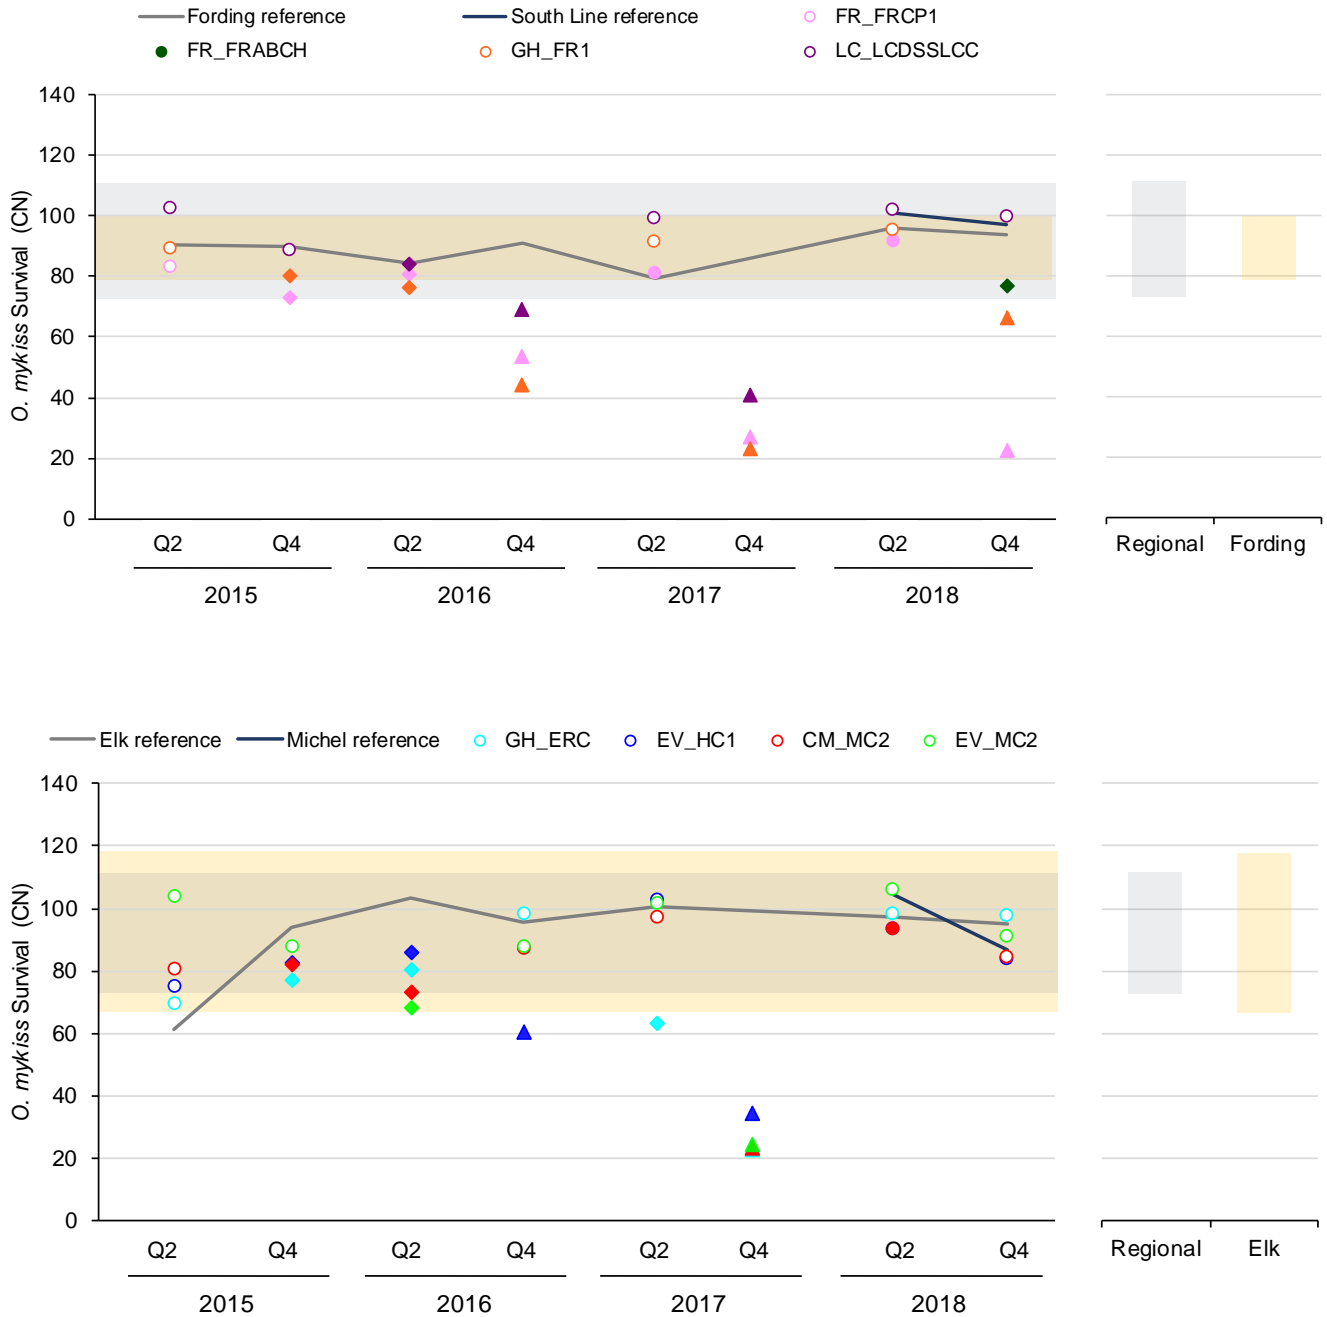 Fording reference South Line reference FR_FRCP1
FR_FRABCH GH_FR1 LC_LCDSSLCC
O. mykiss Survival (CN)
140
120
100
80
60
40
20
0
Q2 Q4 Q2 Q4 Q2 Q4 Q2 Q4 Regional Fording
2015 2016 2017 2018
Elk reference Michel reference GH_ERC EV_HC1 CM_MC2 EV_MC2
O. mykiss Survival (CN)
140
120
100
80
60
40
20
0
Q2 Q4 Q2 Q4 Q2 Q4 Q2 Q4 Regional Elk
2015 2016 2017 2018